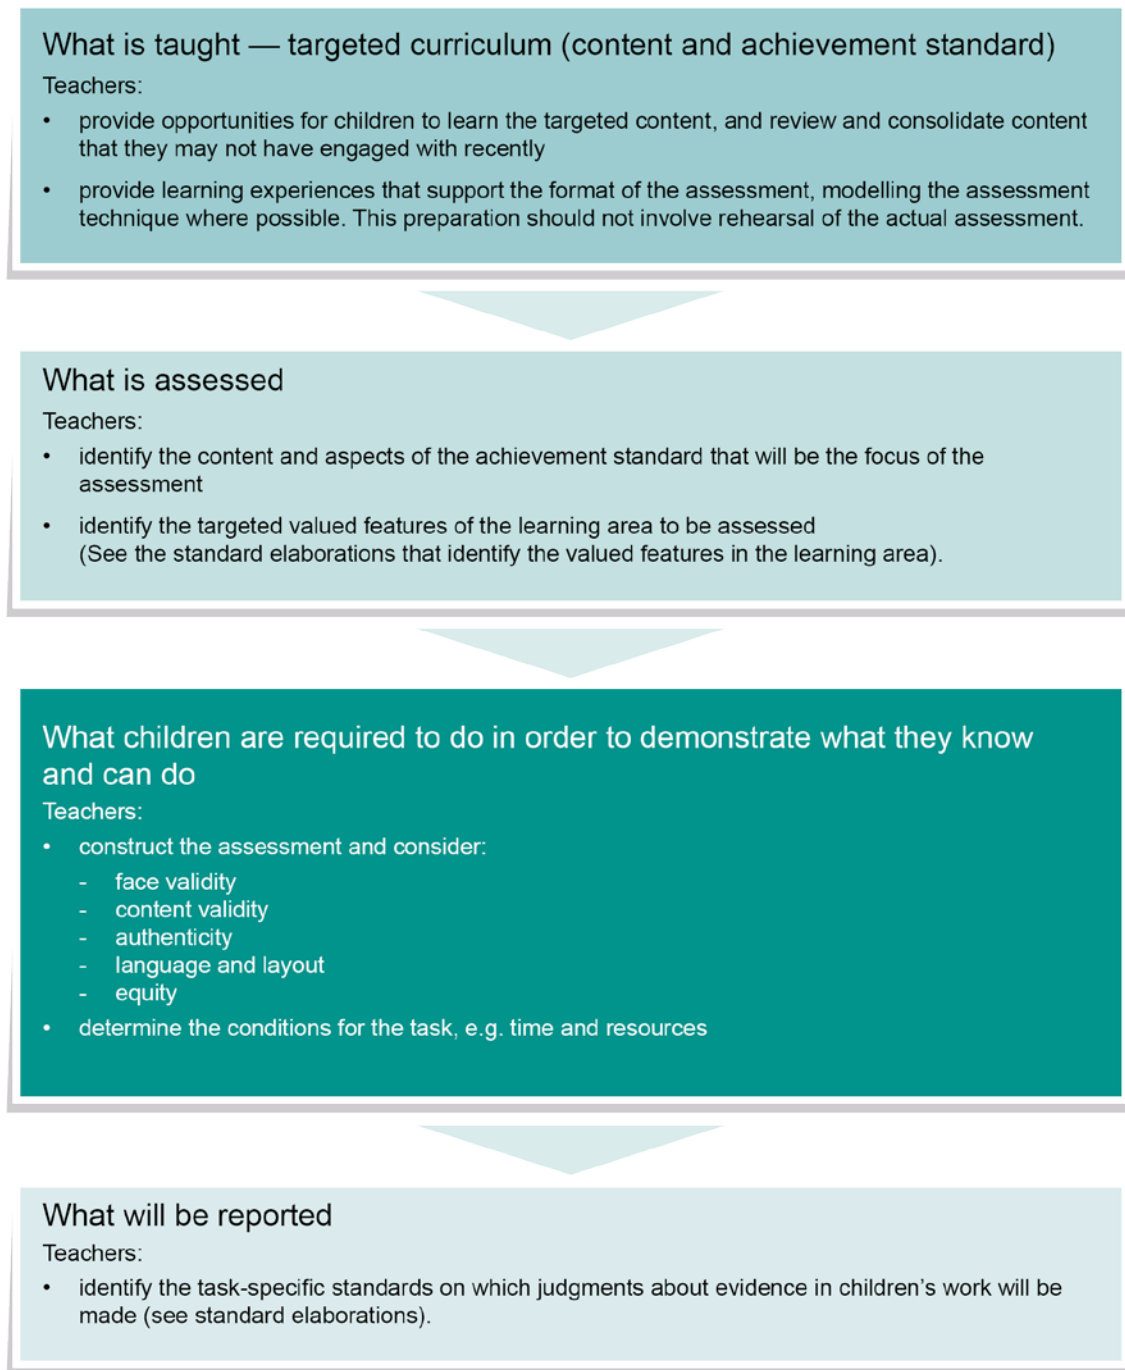 What is taught — targeted curriculum (content and achievement standard)
Teachers:
• provide opportunities for children to learn the targeted content, and review and consolidate content
that they may not have engaged with recently
• provide learning experiences that support the format of the assessment, modelling the assessment
technique where possible. This preparation should not involve rehearsal of the actual assessment.
What is assessed
Teachers:
• identify the content and aspects of the achievement standard that will be the focus of the
assessment
• identify the targeted valued features of the learning area to be assessed
(See the standard elaborations that identify the valued features in the learning area).
What children are required to do in order to demonstrate what they know
and can do
Teachers:
• construct the assessment and consider:
- face validity
- content validity
- authenticity
- language and layout
- equity
• determine the conditions for the task, e.g. time and resources
What will be reported
Teachers:
• identify the task-specific standards on which judgments about evidence in children’s work will be
made (see standard elaborations).